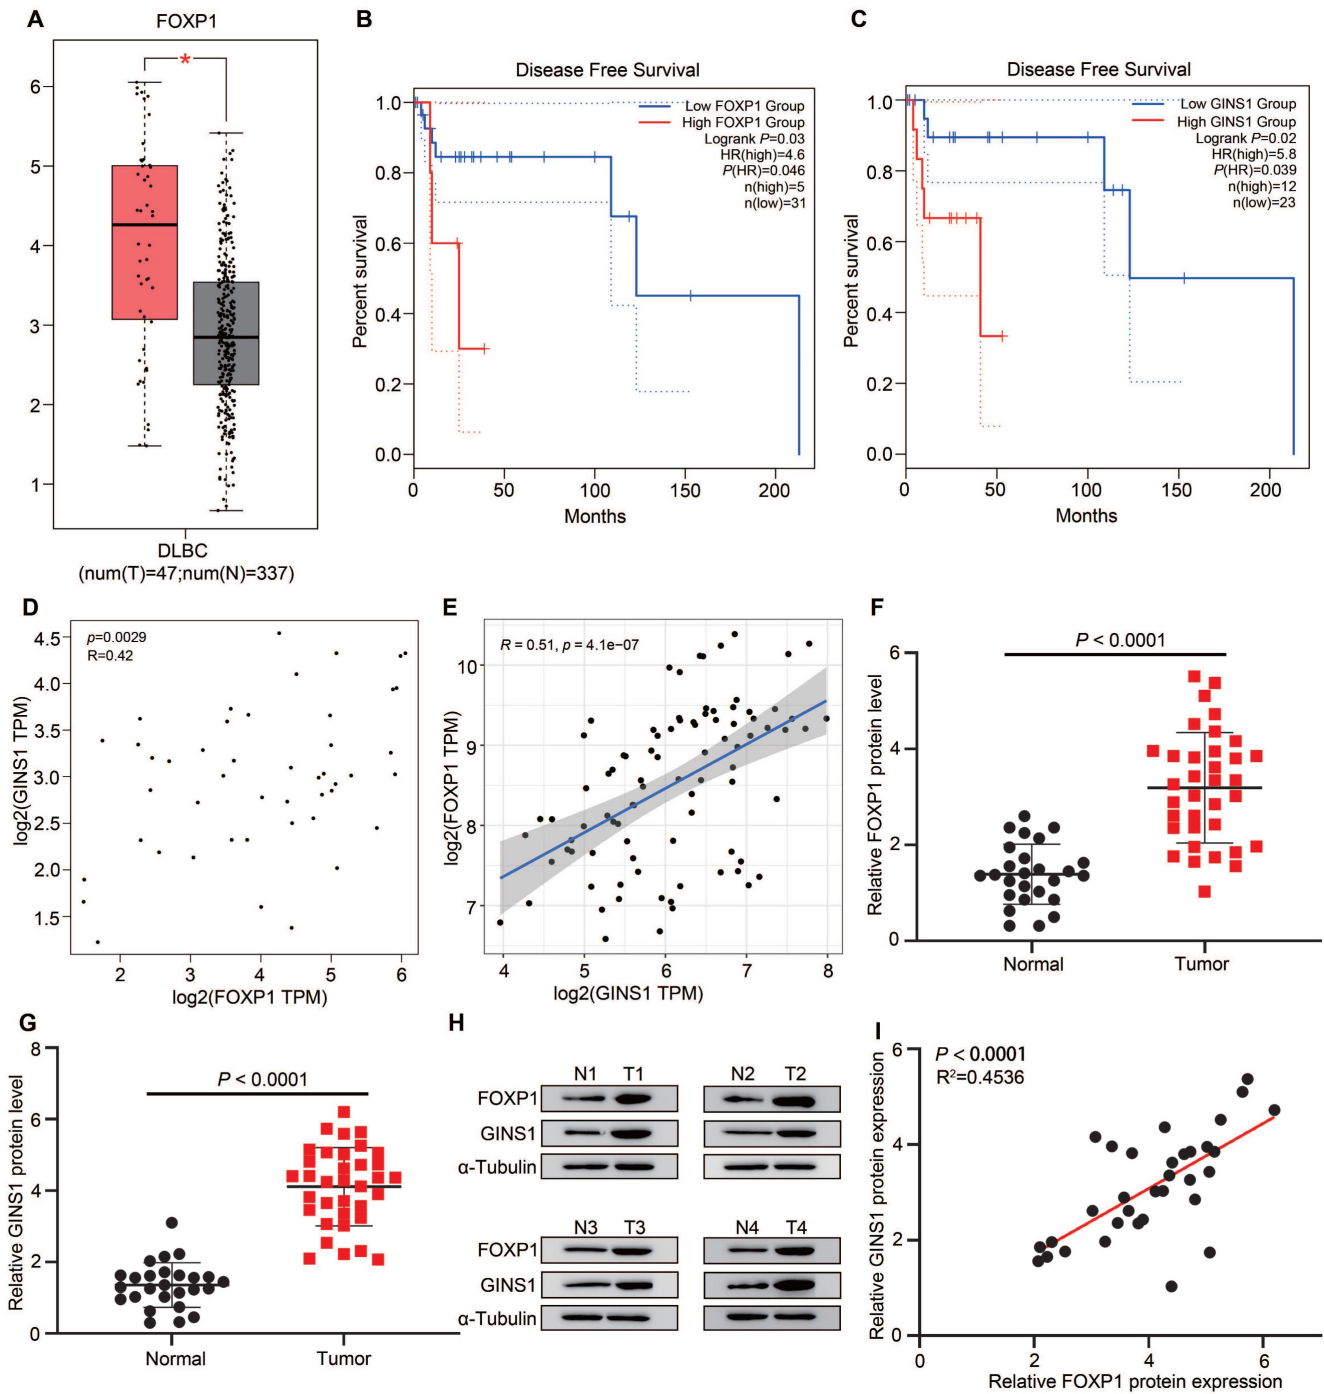 A
FOXP1
*
6
5
4
3
2
1
DLBC
(num(T)=47;num(N)=337)
B
Disease Free Survival
Low FOXP1 Group
High FOXP1 Group
Logrank P=0.03
HR(high)=4.6
P(HR)=0.046
n(high)=5
n(low)=31
Percent survival
1.0
0.8
0.6
0.4
0.2
0.0
0 50 100 150 200
Months
C
Disease Free Survival
Low GINS1 Group
High GINS1 Group
Logrank P=0.02
HR(high)=5.8
P(HR)=0.039
n(high)=12
n(low)=23
Percent survival
1.0
0.8
0.6
0.4
0.2
0.0
0 50 100 150 200
Months
D
p=0.0029
R=0.42
log2(GINS1 TPM)
4.5
4.0
3.5
3.0
2.5
2.0
1.5
2 3 4 5 6
log2(FOXP1 TPM)
E
R = 0.51, p = 4.1e−07
log2(FOXP1 TPM)
10
9
8
7
4 5 6 7 8
log2(GINS1 TPM)
F
P < 0.0001
Relative FOXP1 protein level
6
4
2
0
Normal Tumor
G
P < 0.0001
Relative GINS1 protein level
8
6
4
2
0
Normal Tumor
H
N1 T1 N2 T2
FOXP1
GINS1
α-Tubulin
N3 T3 N4 T4
FOXP1
GINS1
α-Tubulin
I
P < 0.0001
R2=0.4536
Relative GINS1 protein expression
6
4
2
0
0 2 4 6
Relative FOXP1 protein expression